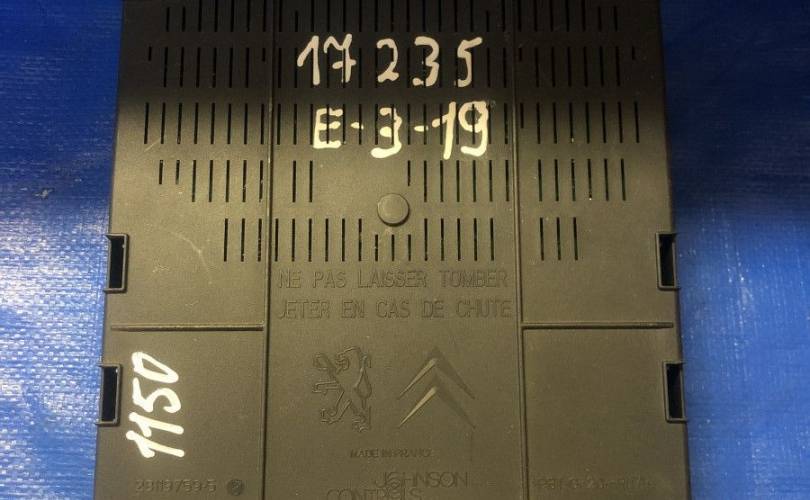 17235
E-3-19
NE PAS LAISSER TOMBER
JETER EN CAS DE CHUTE
1150
MADE IN FRANCE
JOHNSON
CONTROLS